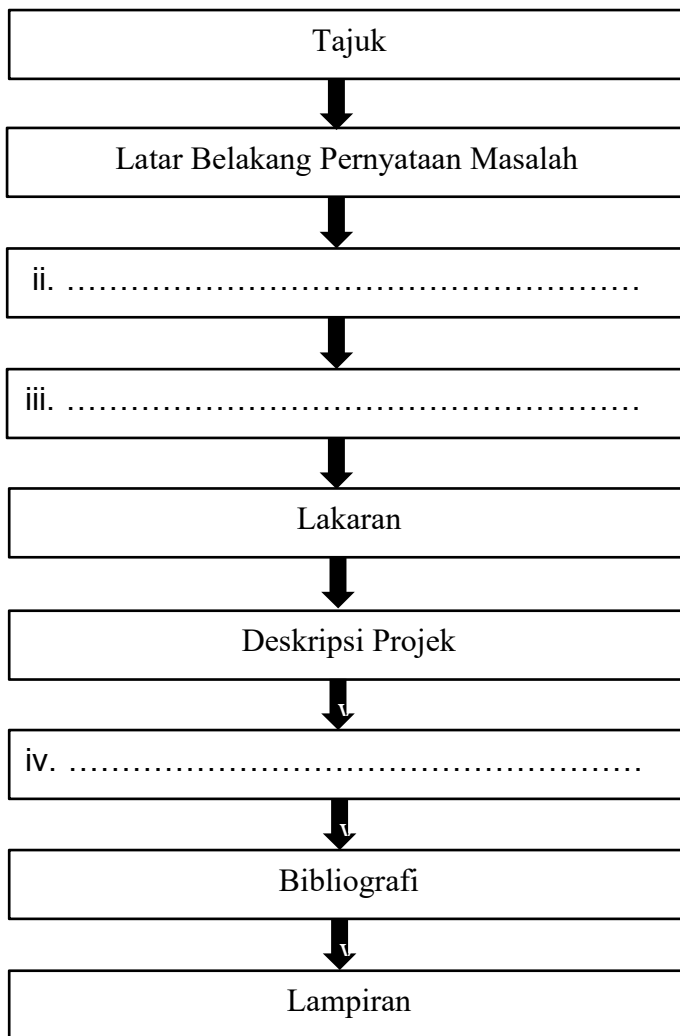 Tajuk
Latar Belakang Pernyataan Masalah
ii. ......................................................
iii. ......................................................
Lakaran
Deskripsi Projek
iv. ......................................................
Bibliografi
Lampiran